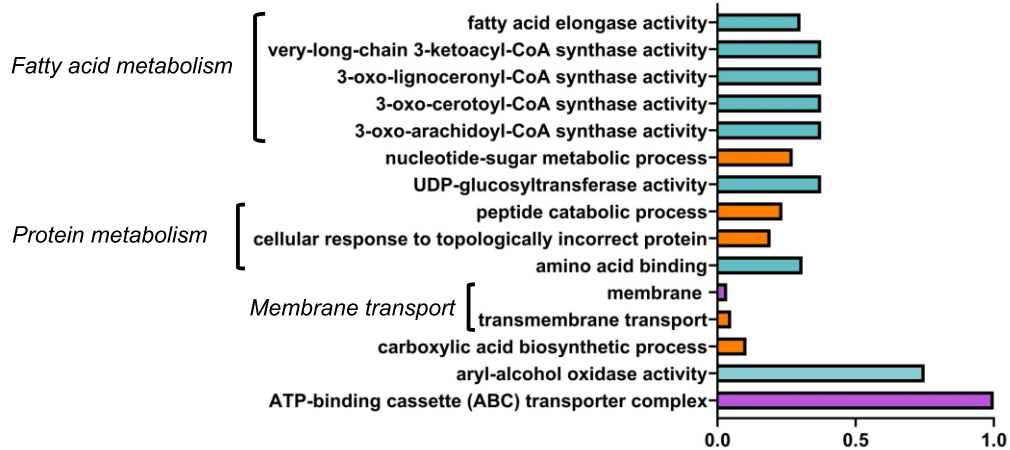 fatty acid elongase activity
very-long-chain 3-ketoacyl-CoA synthase activity
Fatty acid metabolism
3-oxo-lignoceronyl-CoA synthase activity
3-oxo-cerotoyl-CoA synthase activity
3-oxo-arachidoyl-CoA synthase activity
nucleotide-sugar metabolic process
UDP-glucosyltransferase activity
peptide catabolic process
Protein metabolism
cellular response to topologically incorrect protein
amino acid binding
membrane
Membrane transport
transmembrane transport
carboxylic acid biosynthetic process
aryl-alcohol oxidase activity
ATP-binding cassette (ABC) transporter complex
0.0 0.5 1.0